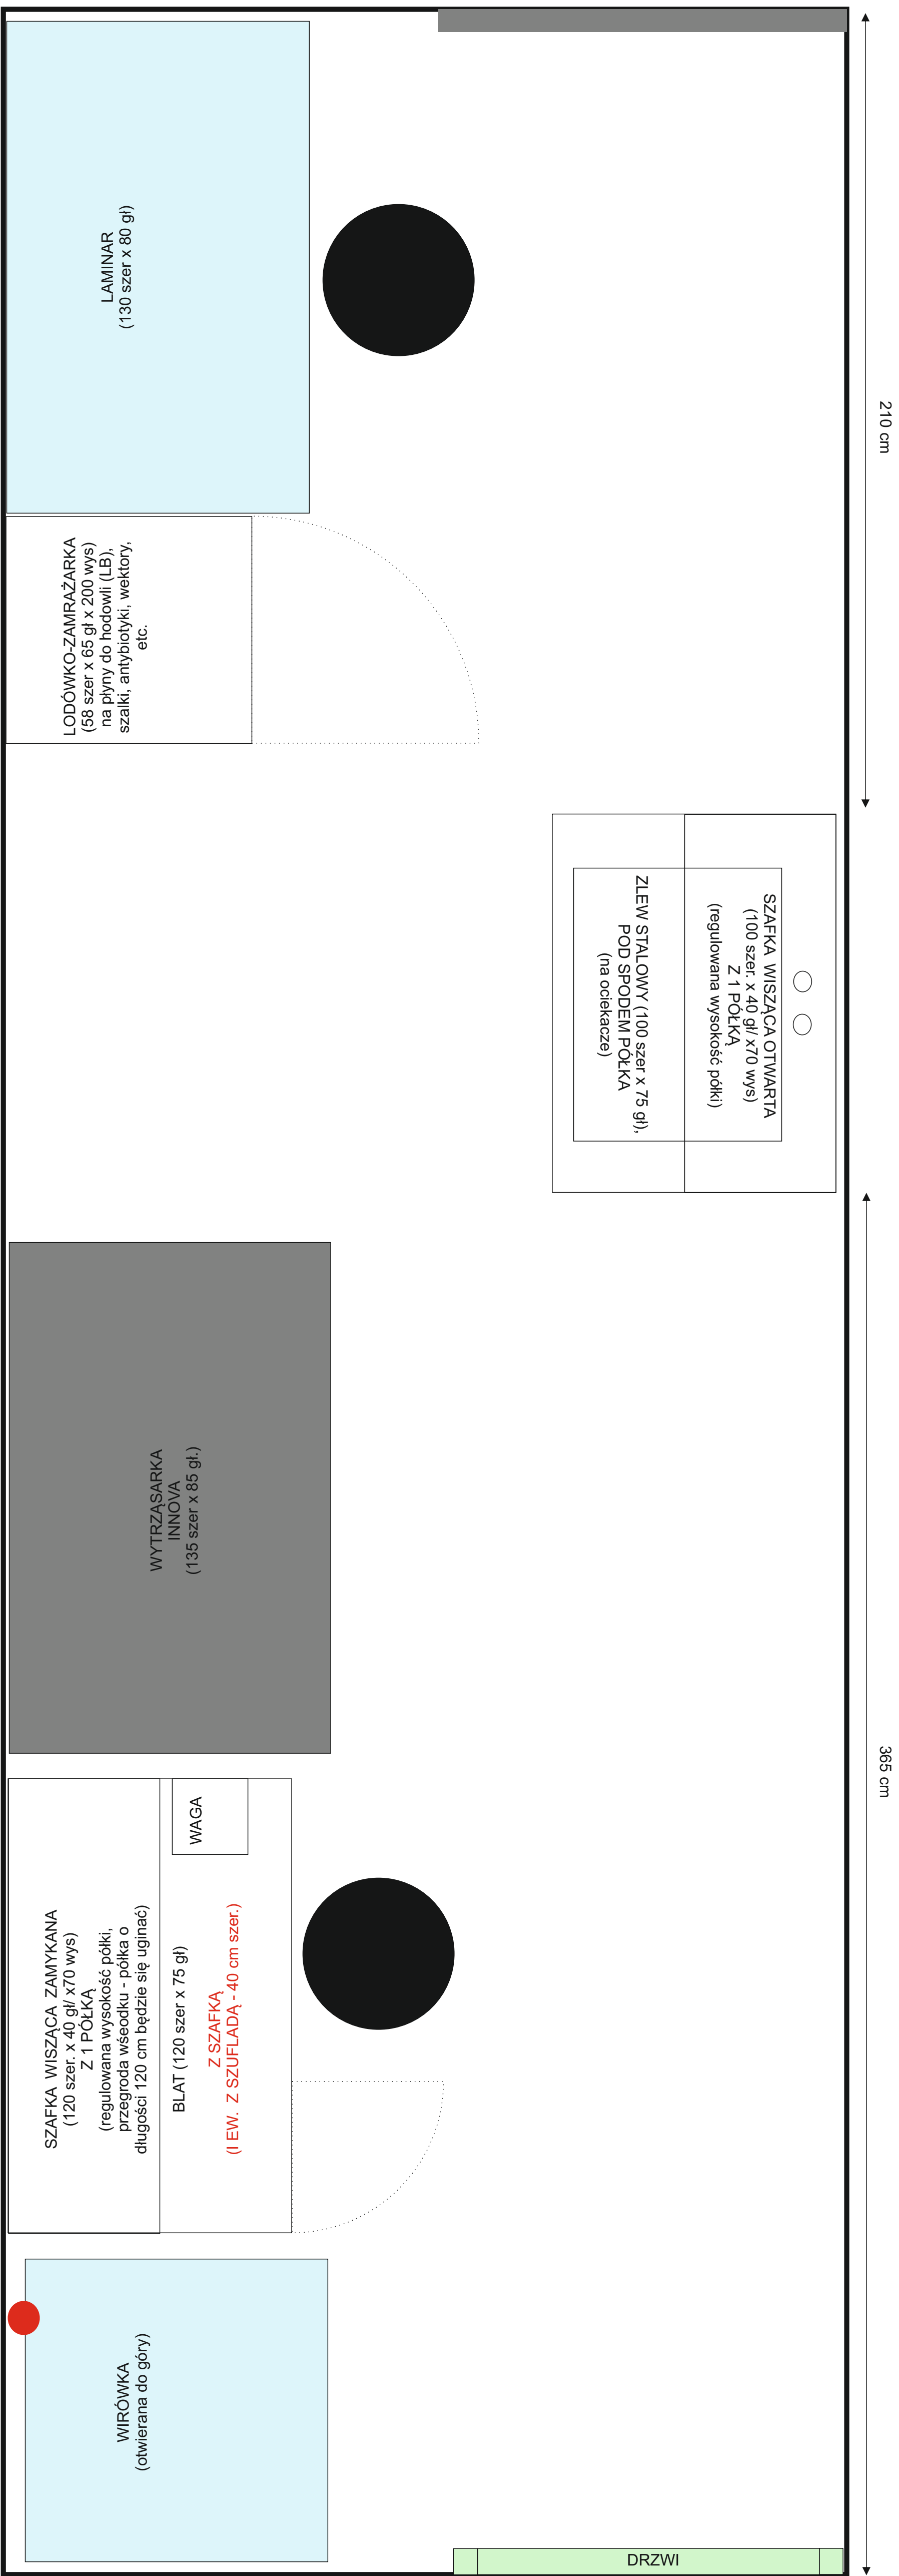 LAMINAR
(130 szer x 80 gł)
210 cm
LODÓWKO-ZAMRAŻARKA
(58 szer x 65 gł x 200 wys)
na płyny do hodowli (LB),
szalki, antybiotyki, wektory,
etc.
SZAFKA WISZĄCA OTWARTA
(100 szer. x 40 gł/ x70 wys)
Z 1 PÓŁKĄ
(regulowana wysokość półki)
ZLEW STALOWY (100 szer x 75 gł),
POD SPODEM PÓŁKA
(na ociekacze)
WYTRZĄSARKA
INNOVA
(135 szer x 85 gł.)
365 cm
WAGA
SZAFKA WISZĄCA ZAMYKANA
(120 szer. x 40 gł/ x70 wys)
Z 1 PÓŁKĄ
(regulowana wysokość półki,
przegroda wśeodku - półka o
długości 120 cm będzie się uginać)
BLAT (120 szer x 75 gł)
Z SZAFKĄ
(I EW. Z SZUFLADĄ - 40 cm szer.)
WIRÓWKA
(otwierana do góry)
DRZWI